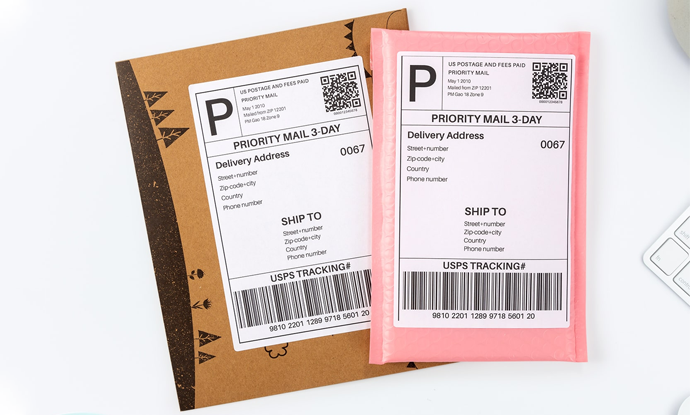 P
US POSTAGE AND FEES PAID
PRIORITY MAIL
May 1 2010
Mailed from ZIP 12201
PM Gao 18 Zone 9
PRIORITY MAIL 3-DAY
Delivery Address
0067
Street+number
Zip-code+city
Country
Phone number
SHIP TO
Street+number
Zip-code+city
Country
Phone number
USPS TRACKING#
9810 2201 1289 9718 5601 20
P
US POSTAGE AND FEES PAID
PRIORITY MAIL
May 1 2010
Mailed from ZIP 12201
PM Gao 18 Zone 9
PRIORITY MAIL 3-DAY
Delivery Address
0067
Street+number
Zip-code+city
Country
Phone number
SHIP TO
Street+number
Zip-code+city
Country
Phone number
USPS TRACKING#
9810 2201 1289 9718 5601 20